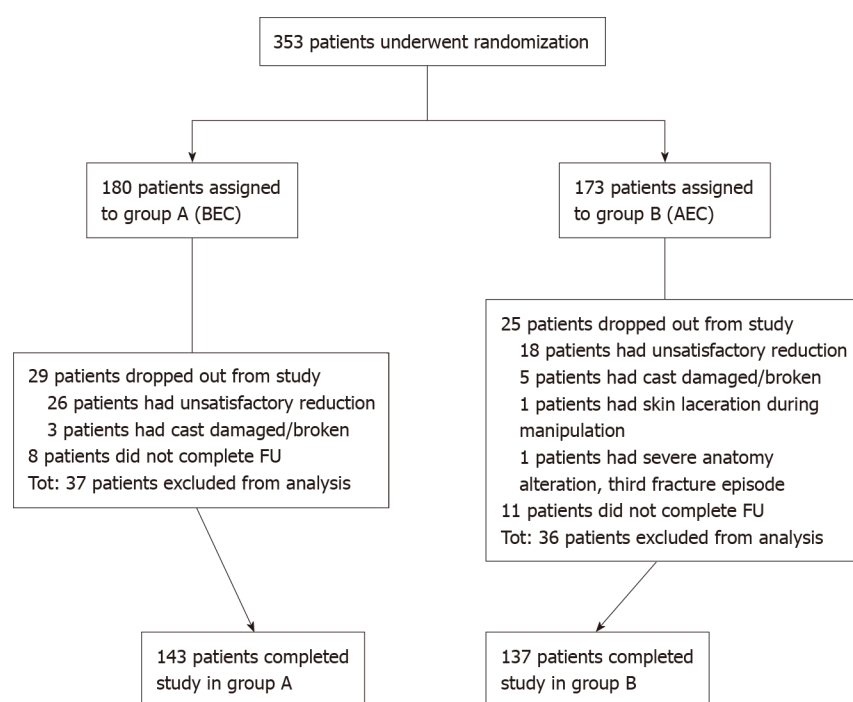 353 patients underwent randomization
180 patients assigned
to group A (BEC)
173 patients assigned
to group B (AEC)
29 patients dropped out from study
26 patients had unsatisfactory reduction
3 patients had cast damaged/broken
8 patients did not complete FU
Tot: 37 patients excluded from analysis
25 patients dropped out from study
18 patients had unsatisfactory reduction
5 patients had cast damaged/broken
1 patients had skin laceration during
manipulation
1 patients had severe anatomy
alteration, third fracture episode
11 patients did not complete FU
Tot: 36 patients excluded from analysis
143 patients completed
study in group A
137 patients completed
study in group B